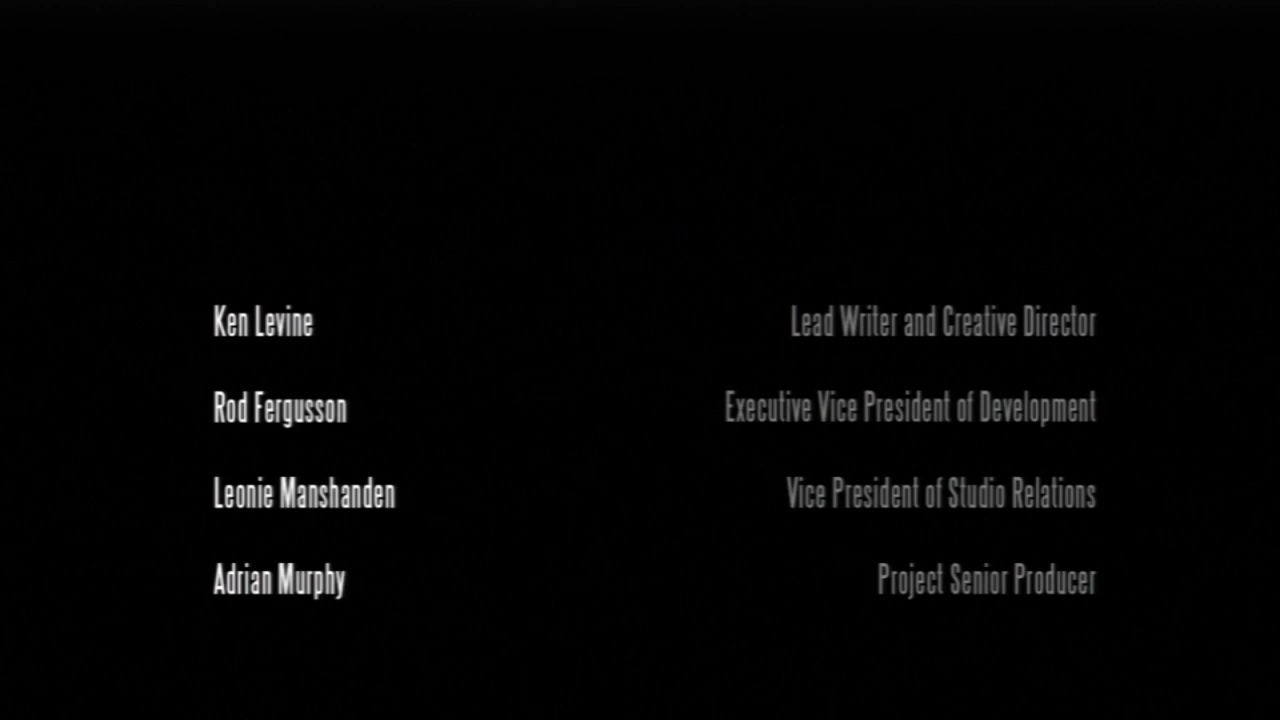 Ken Levine Lead Writer and Creative Director
Rod Fergusson Executive Vice President of Development
Leonie Manshanden Vice President of Studio Relations
Adrian Murphy Project Senior Producer